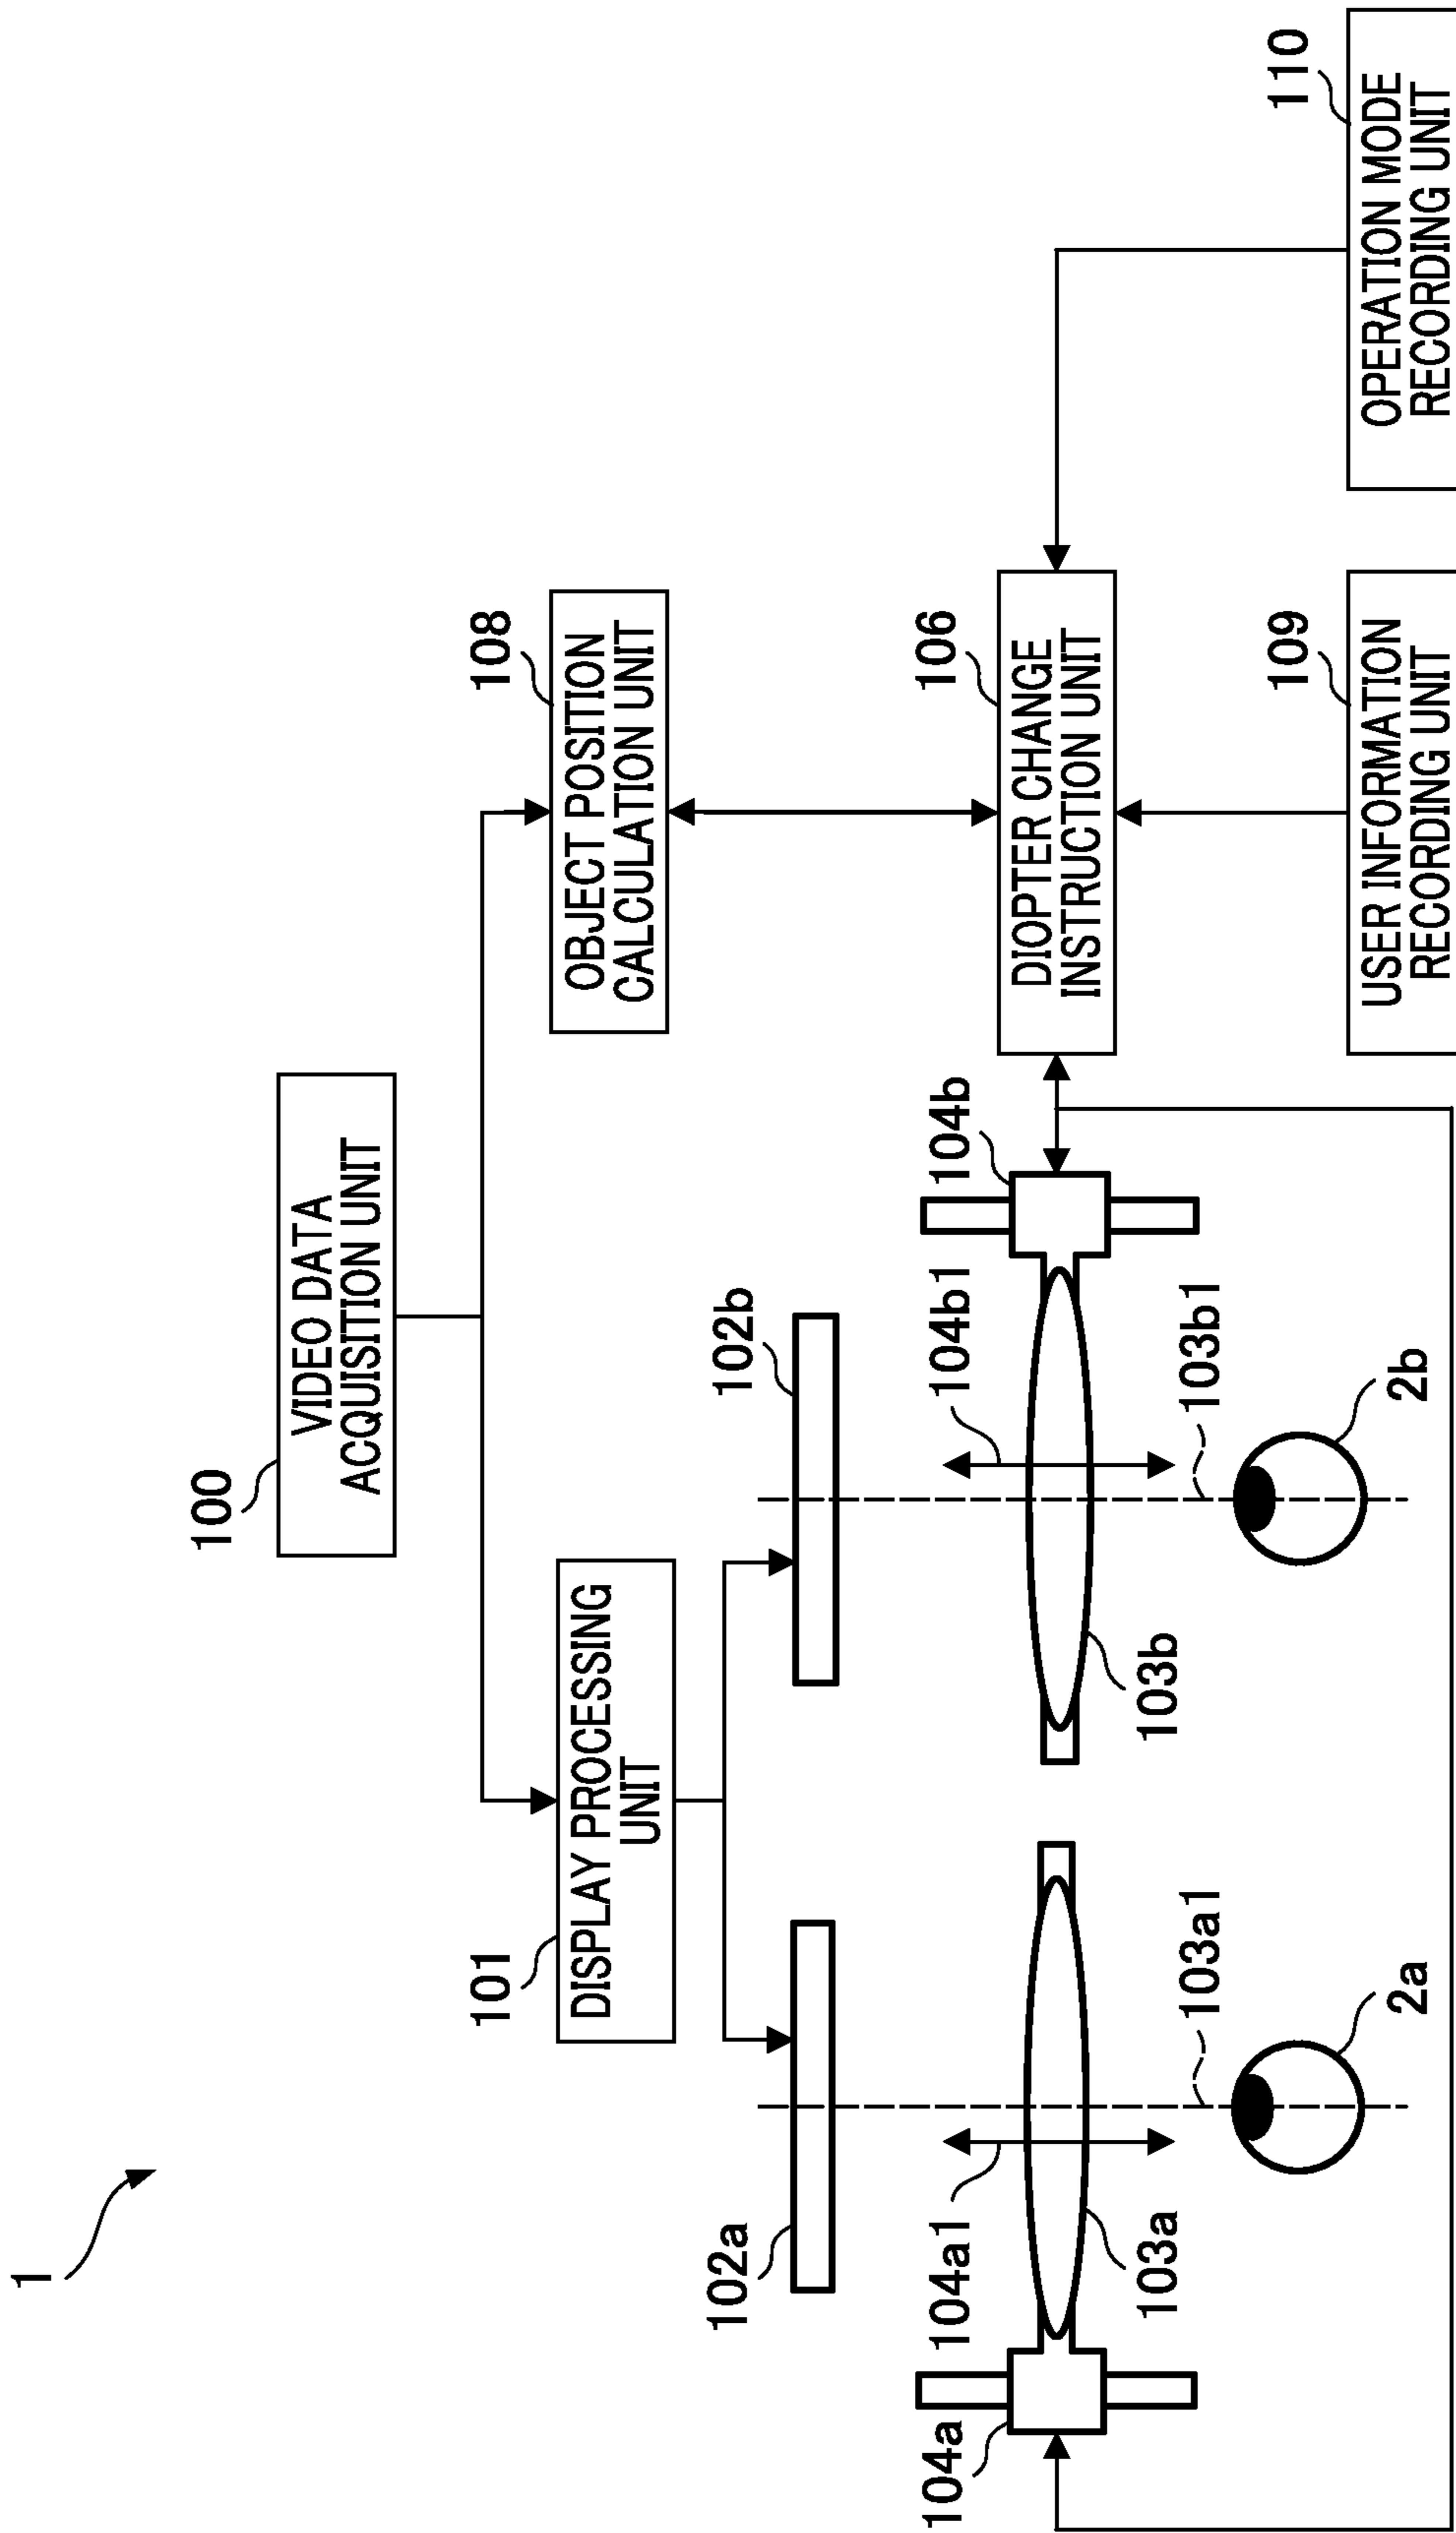 1
100
VIDEO DATA
ACQUISITION UNIT
101
DISPLAY PROCESSING
UNIT
108
OBJECT POSITION
CALCULATION UNIT
102a
102b
104a
104a1
104b1
104b
106
DIOPTER CHANGE
INSTRUCTION UNIT
103a
103a1
103b
103b1
2a
2b
109
USER INFORMATION
RECORDING UNIT
110
OPERATION MODE
RECORDING UNIT